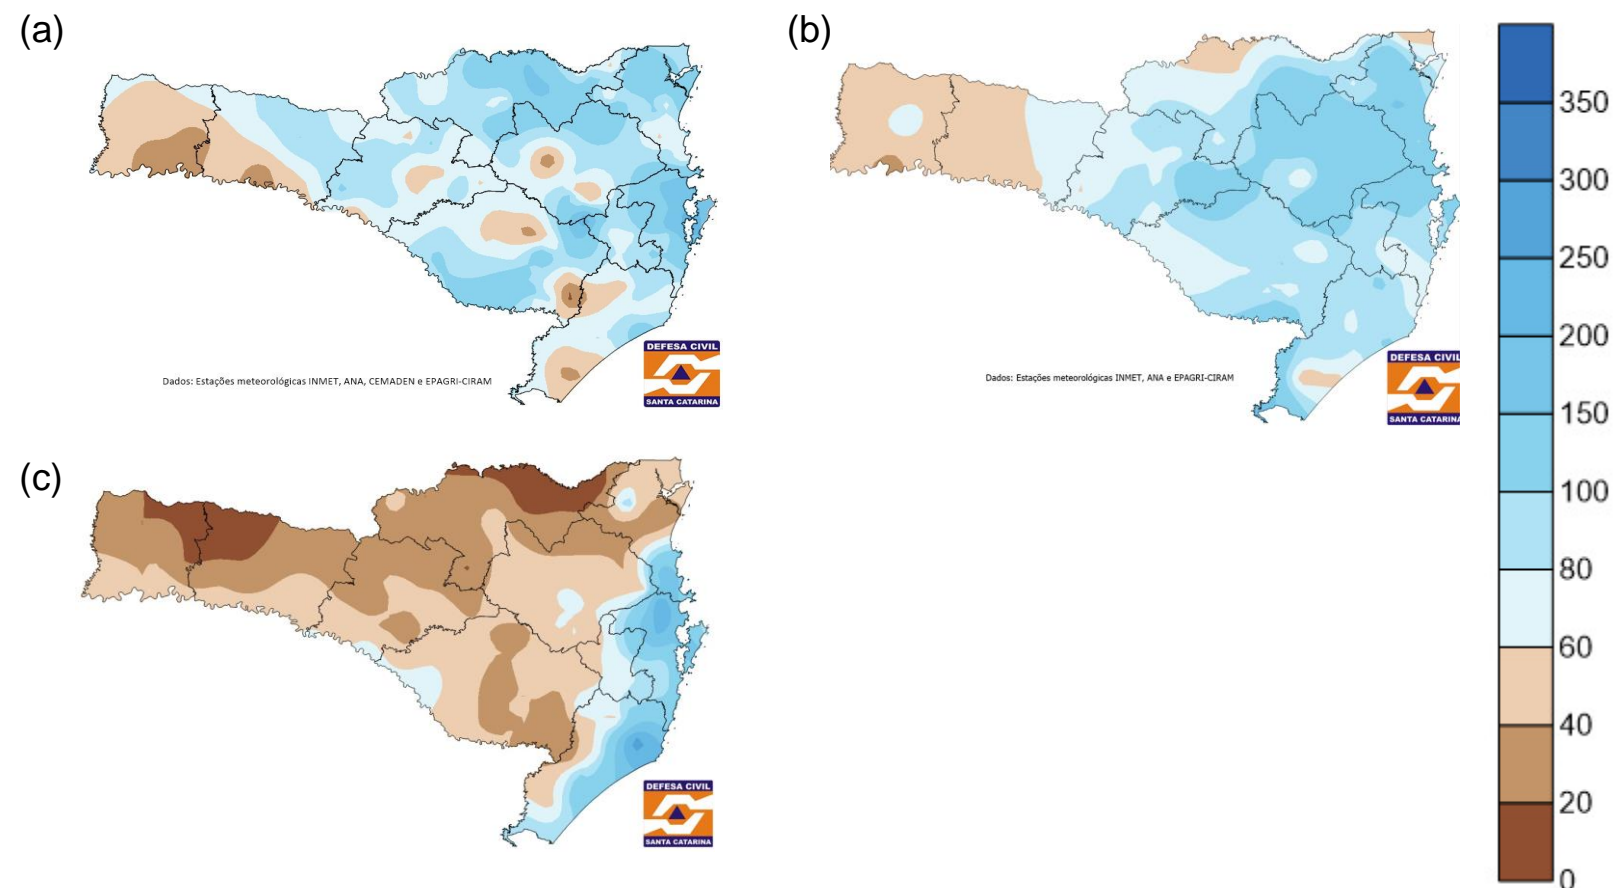 (a)
(b)
350
300
250
200
150
100
80
60
40
20
0
DEFESA CIVIL
SANTA CATARINA
Dados: Estações meteorológicas INMET, ANA, CEMADEN e EPAGRI-CIRAM
DEFESA CIVIL
SANTA CATARINA
Dados: Estações meteorológicas INMET, ANA e EPAGRI-CIRAM
(c)
DEFESA CIVIL
SANTA CATARINA